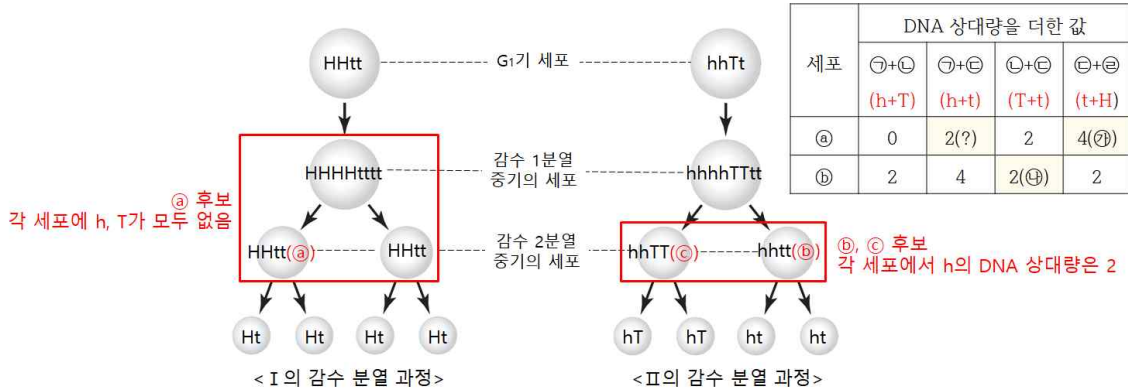 HHtt
G₁기 세포
hhTt
세포
DNA 상대량을 더한 값
㉠+㉡
㉠+㉢
㉡+㉢
㉢+㉣
(h+T)
(h+t)
(T+t)
(t+H)
ⓐ
0
2(?)
2
4(㉮)
ⓑ
2
4
2(㉯)
2
ⓐ 후보
각 세포에 h, T가 모두 없음
HHHHtttt
감수 1분열
중기의 세포
hhhhTTtt
HHtt(ⓐ)
HHtt
감수 2분열
중기의 세포
hhTT(ⓒ)
hhtt(ⓑ)
ⓑ, ⓒ 후보
각 세포에서 h의 DNA 상대량은 2
Ht
Ht
Ht
Ht
hT
hT
ht
ht
<Ⅰ의 감수 분열 과정>
<Ⅱ의 감수 분열 과정>